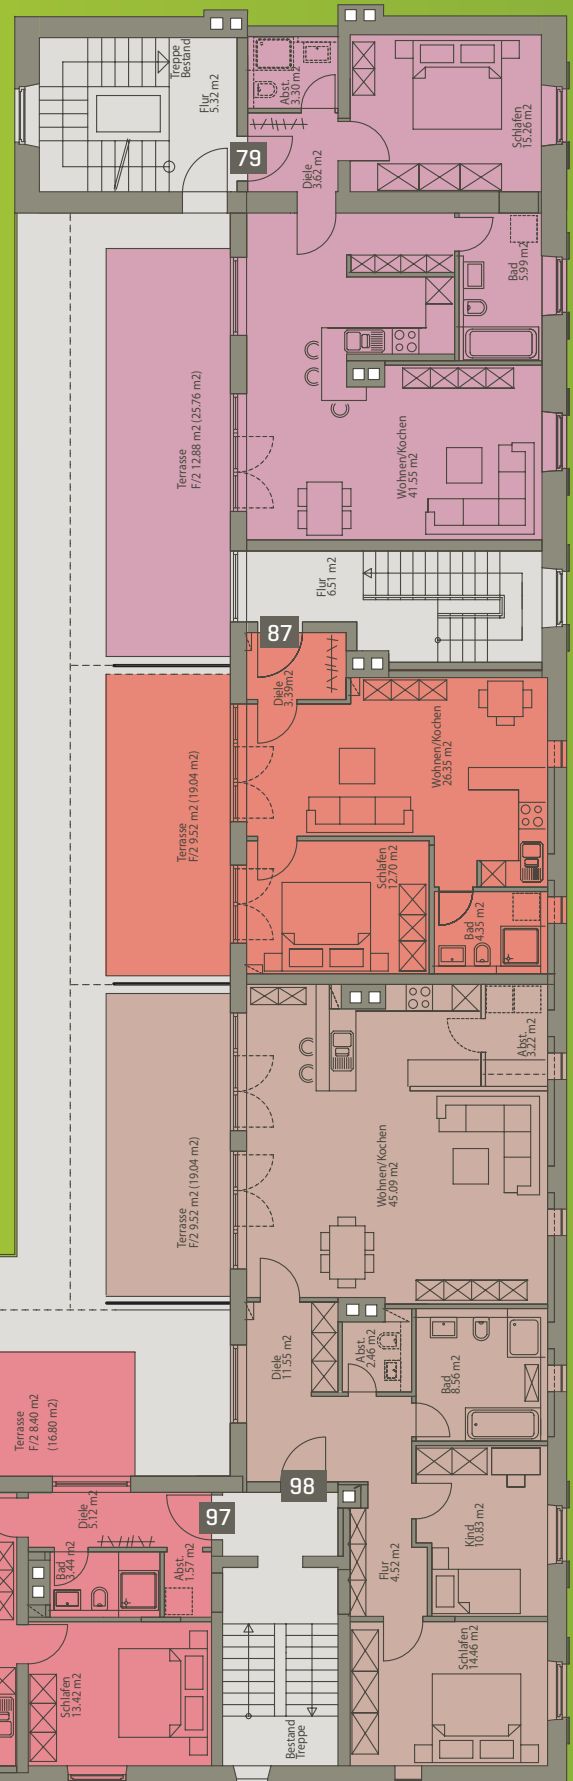 Treppe
Bestand
Flur
5.32 m2
Abst.
3.30 m2
Schlafen
15.26 m2
79
Diele
3.62 m2
Bad
5.99 m2
Terrasse
F/2 12.88 m2 (25.76 m2)
Wohnen/Kochen
41.55 m2
Flur
6.51 m2
87
Diele
3.39m2
Wohnen/Kochen
26.35 m2
Terrasse
F/2 9.52 m2 (19.04 m2)
Schlafen
12.70 m2
Bad
4.35 m2
Abst.
3.22 m2
Terrasse
F/2 9.52 m2 (19.04 m2)
Wohnen/Kochen
45.09 m2
Diele
11.55 m2
Abst.
2.46 m2
Bad
8.56 m2
Terrasse
F/2 8.40 m2
(16.80 m2)
98
97
Diele
5.12 m2
Kind
10.83 m2
Bad
3.44 m2
Abst.
1.57 m2
Flur
4.52 m2
Schlafen
13.42 m2
Schlafen
14.46 m2
Bestand
Treppe